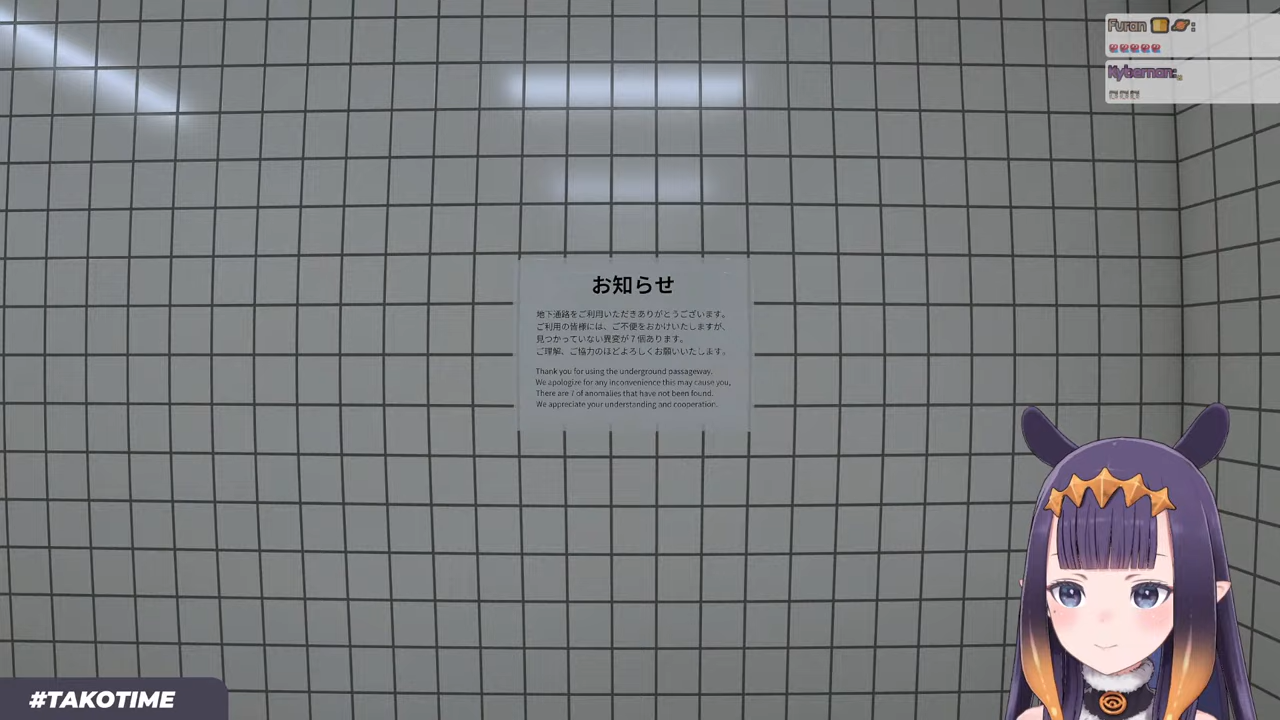 Furan
Kyberman:
お知らせ
地下通路をご利用いただきありがとうございます。
ご利用の皆様には、ご不便をおかけいたしますが、
見つかっていない異変が７個あります。
ご理解、ご協力のほどよろしくお願いいたします。
Thank you for using the underground passageway.
We apologize for any inconvenience this may cause you,
There are 7 of anomalies that have not been found.
We appreciate your understanding and cooperation.
#TAKOTIME